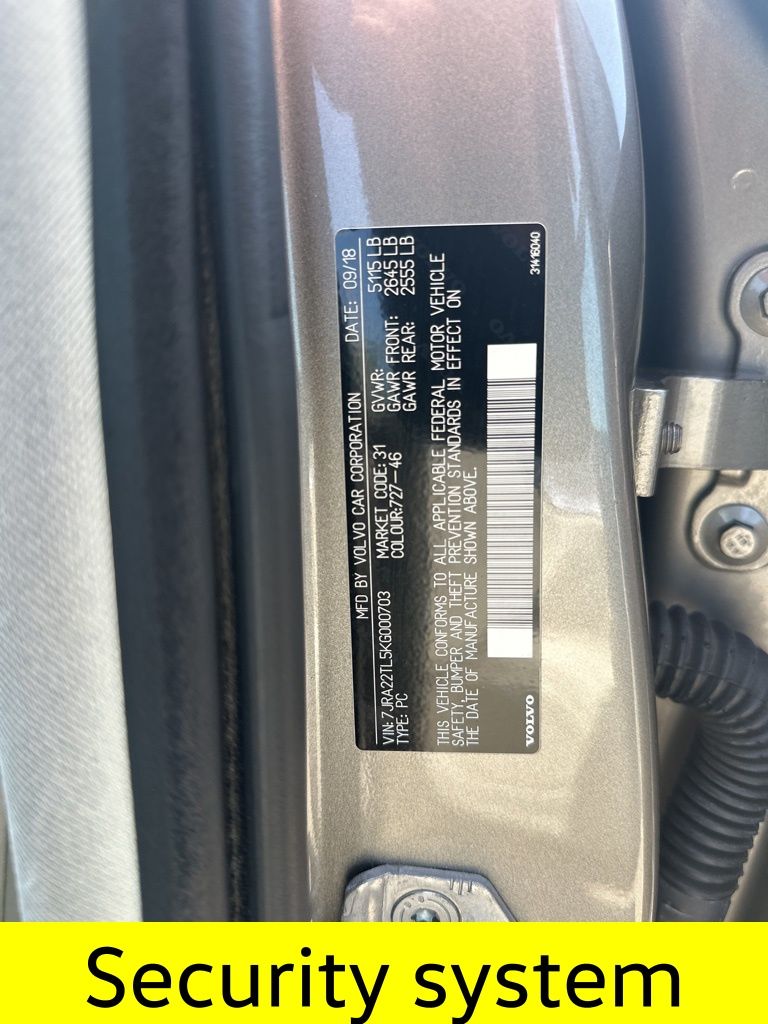 MFD BY VOLVO CAR CORPORATION DATE: 09/18
VIN:7JRA22TL5KG000703 MARKET CODE: 31 GVWR: 5115 LB
TYPE: PC COLOUR:727-46 GAWR FRONT: 2645 LB
GAWR REAR: 2555 LB
THIS VEHICLE CONFORMS TO ALL APPLICABLE FEDERAL MOTOR VEHICLE
SAFETY, BUMPER AND THEFT PREVENTION STANDARDS IN EFFECT ON
THE DATE OF MANUFACTURE SHOWN ABOVE.
VOLVO
31416040
Security system